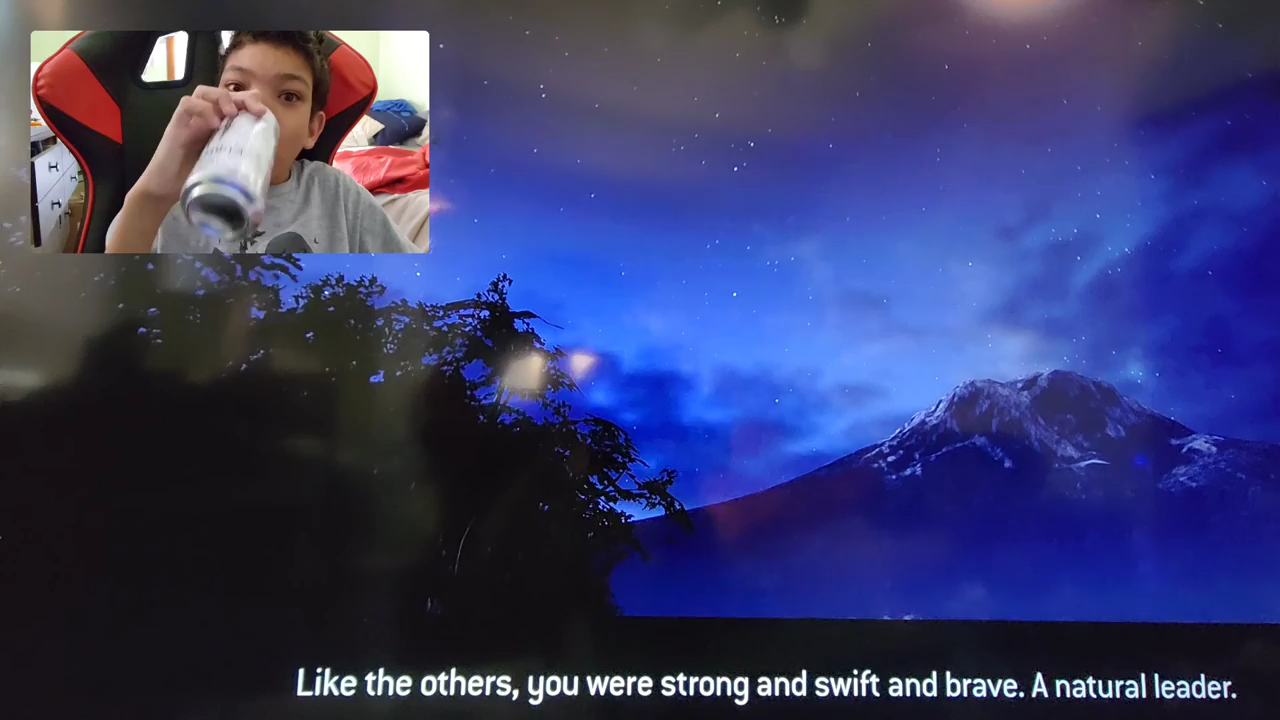 Like the others, you were strong and swift and brave. A natural leader.